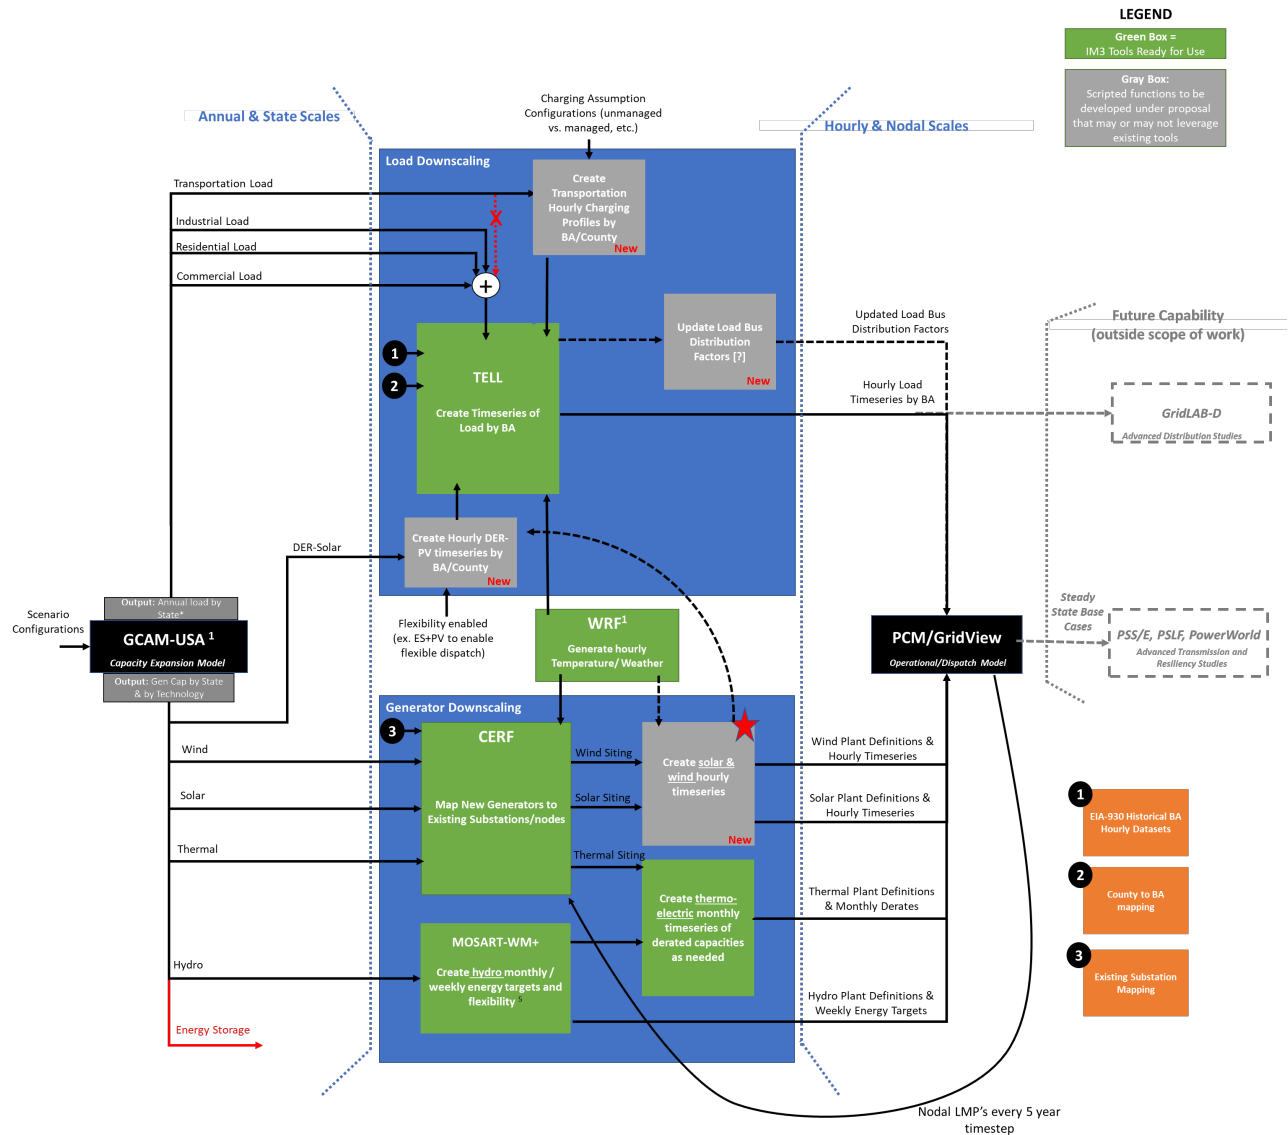 LEGEND
Green Box =
IM3 Tools Ready for Use
Gray Box:
Scripted functions to be
developed under proposal
that may or may not leverage
existing tools
Annual & State Scales
Charging Assumption
Configurations (unmanaged
vs. managed, etc.)
Hourly & Nodal Scales
Load Downscaling
Transportation Load
Industrial Load
Residential Load
Commercial Load
Create
Transportation
Hourly Charging
Profiles by
BA/County
New
X
+
1
2
TELL
Create Timeseries of
Load by BA
Update Load Bus
Distribution
Factors [?]
New
Updated Load Bus
Distribution Factors
Hourly Load
Timeseries by BA
Future Capability
(outside scope of work)
GridLAB-D
Advanced Distribution Studies
DER-Solar
Create Hourly DER-
PV timeseries by
BA/County
New
Flexibility enabled
(ex. ES+PV to enable
flexible dispatch)
Scenario
Configurations
Output: Annual load by
State*
GCAM-USA 1
Capacity Expansion Model
Output: Gen Cap by State
& by Technology
WRF1
Generate hourly
Temperature/ Weather
PCM/GridView
Operational/Dispatch Model
Steady
State Base
Cases
PSS/E, PSLF, PowerWorld
Advanced Transmission and
Resiliency Studies
Generator Downscaling
3
CERF
Map New Generators to
Existing Substations/nodes
Wind
Solar
Thermal
Hydro
Energy Storage
Wind Siting
Solar Siting
Thermal Siting
Create solar &
wind hourly
timeseries
New
Create thermo-
electric monthly
timeseries of
derated capacities
as needed
MOSART-WM+
Create hydro monthly /
weekly energy targets and
flexibility 5
Wind Plant Definitions &
Hourly Timeseries
Solar Plant Definitions &
Hourly Timeseries
Thermal Plant Definitions
& Monthly Derates
Hydro Plant Definitions &
Weekly Energy Targets
1
EIA-930 Historical BA
Hourly Datasets
2
County to BA
mapping
3
Existing Substation
Mapping
Nodal LMP's every 5 year
timestep